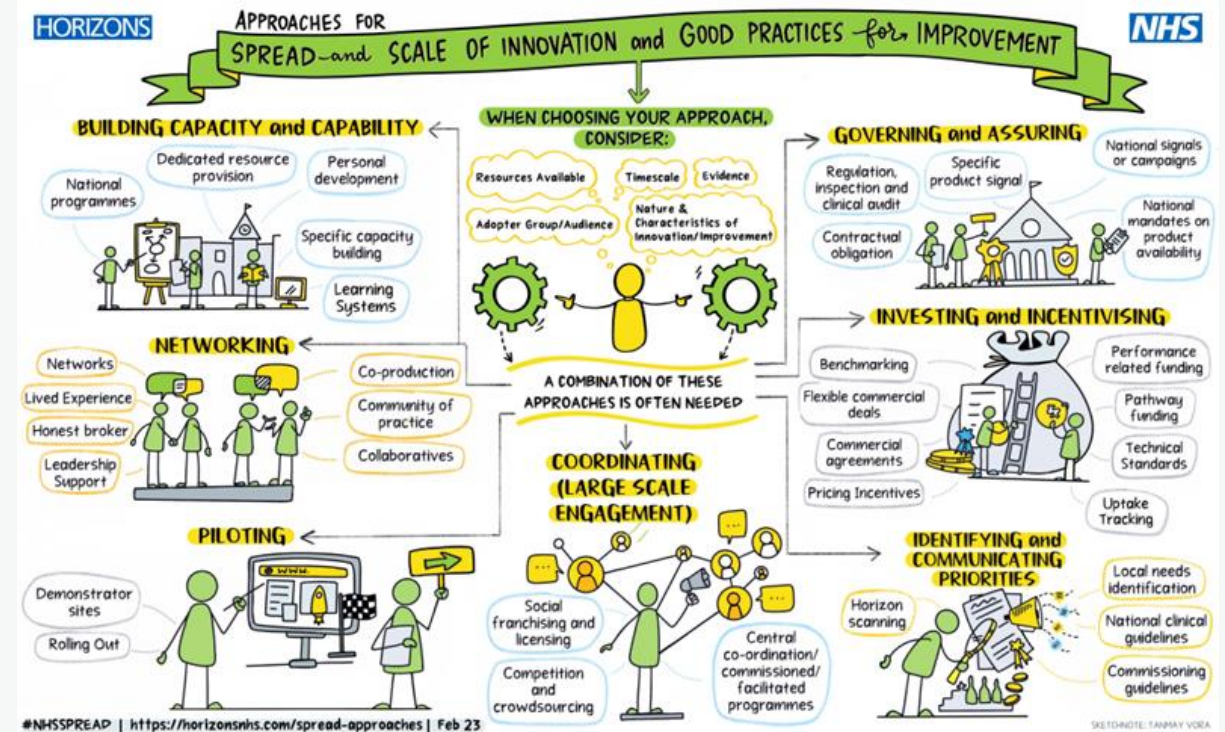 HORIZONS
NHS
APPROACHES FOR
SPREAD and SCALE OF INNOVATION and GOOD PRACTICES for IMPROVEMENT
WHEN CHOOSING YOUR APPROACH,
CONSIDER:
Resources Available
Timescale
Evidence
Adopter Group/Audience
Nature &
Characteristics of
Innovation/Improvement
A COMBINATION OF THESE
APPROACHES IS OFTEN NEEDED
BUILDING CAPACITY and CAPABILITY
National
programmes
Dedicated resource
provision
Personal
development
Specific capacity
building
Learning
Systems
NETWORKING
Networks
Lived Experience
Honest broker
Leadership
Support
Co-production
Community of
practice
Collaboratives
PILOTING
Demonstrator
sites
Rolling Out
WWW.
COORDINATING
(LARGE SCALE
ENGAGEMENT)
Social
franchising and
licensing
Competition
and
crowdsourcing
Central
co-ordination/
commissioned/
facilitated
programmes
GOVERNING and ASSURING
Regulation,
inspection and
clinical audit
Specific
product signal
National signals
or campaigns
Contractual
obligation
National
mandates on
product
availability
INVESTING and INCENTIVISING
Benchmarking
Flexible commercial
deals
Commercial
agreements
Pricing Incentives
Performance
related funding
Pathway
funding
Technical
Standards
Uptake
Tracking
IDENTIFYING and
COMMUNICATING
PRIORITIES
Horizon
scanning
Local needs
identification
National clinical
guidelines
Commissioning
guidelines
#NHSSPREAD | https://horizonsnhs.com/spread-approaches | Feb 23
SKETCHNOTE: TANMAY VORA